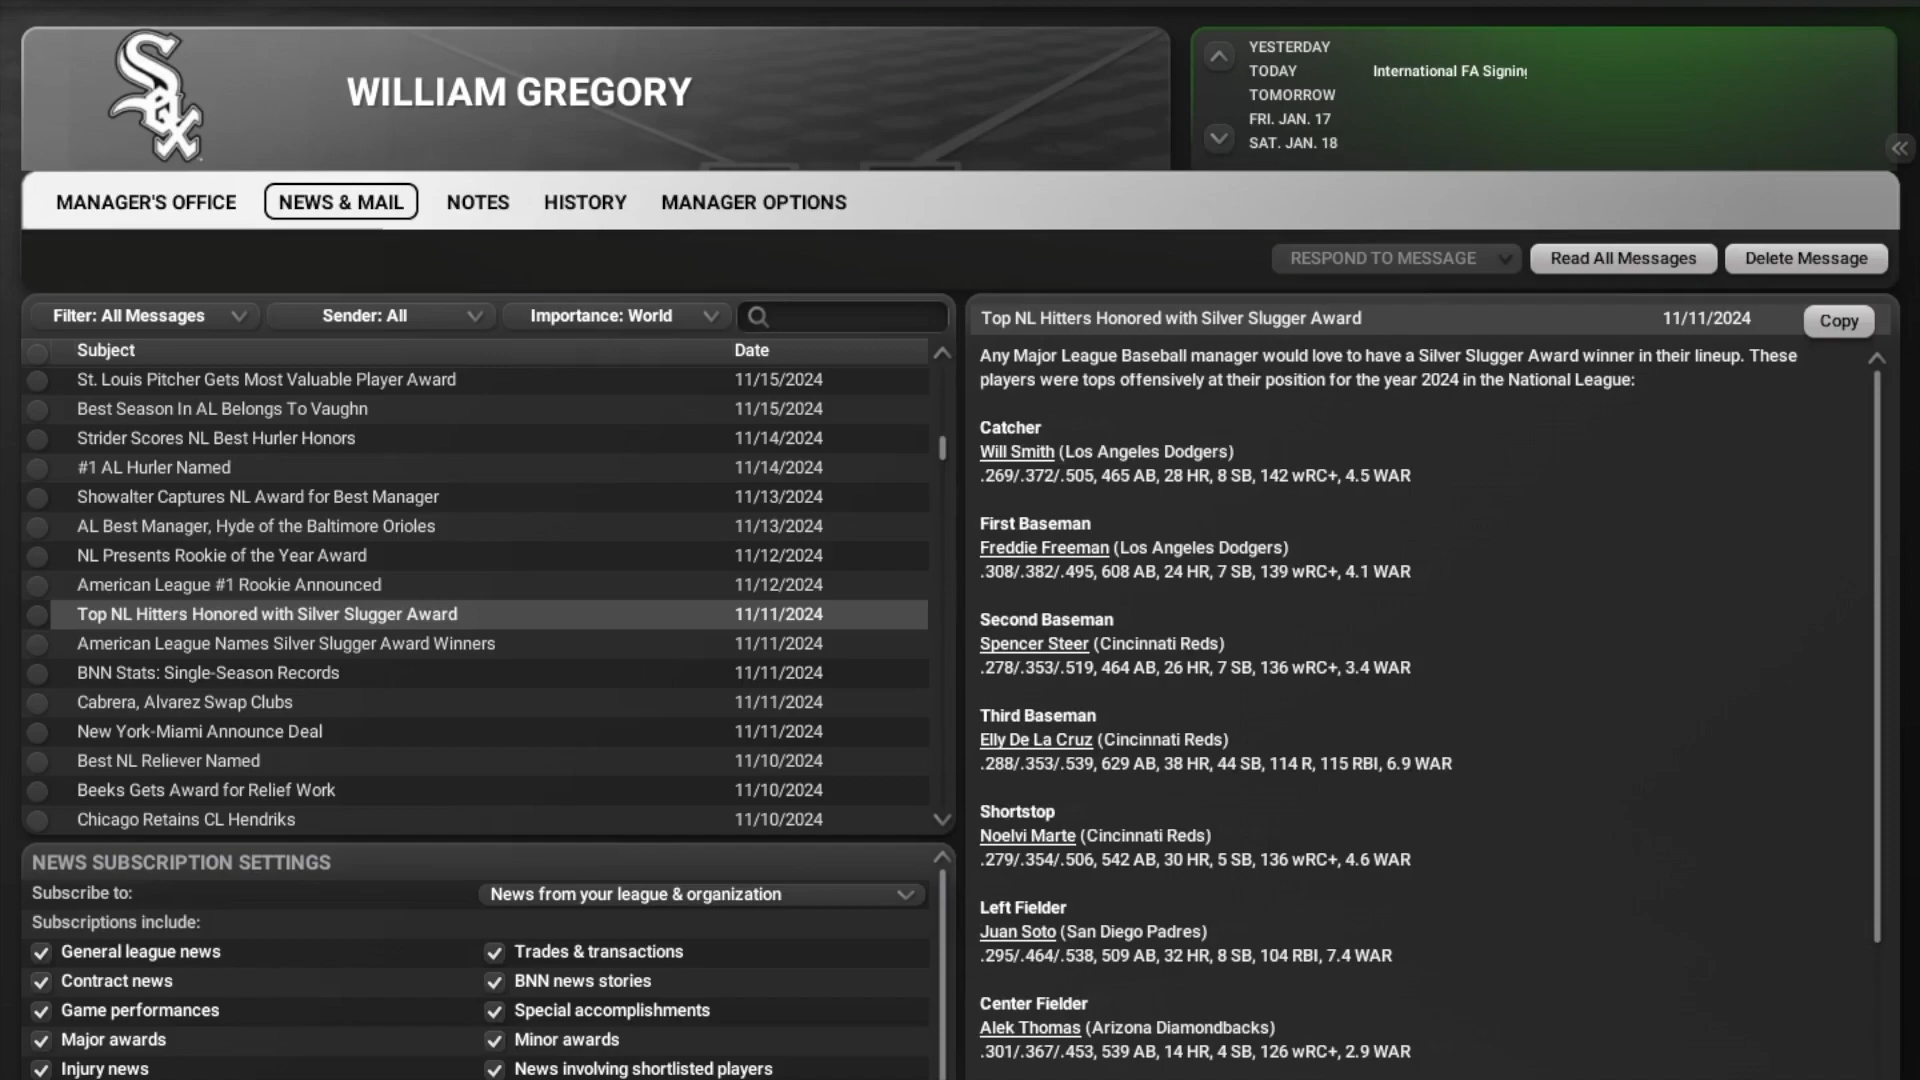 Sox
WILLIAM GREGORY
YESTERDAY
TODAY International FA Signin
TOMORROW
FRI. JAN. 17
SAT. JAN. 18
MANAGER'S OFFICE NEWS & MAIL NOTES HISTORY MANAGER OPTIONS
RESPOND TO MESSAGE Read All Messages Delete Message
Filter: All Messages Sender: All Importance: World
Subject Date
St. Louis Pitcher Gets Most Valuable Player Award 11/15/2024
Best Season In AL Belongs To Vaughn 11/15/2024
Strider Scores NL Best Hurler Honors 11/14/2024
#1 AL Hurler Named 11/14/2024
Showalter Captures NL Award for Best Manager 11/13/2024
AL Best Manager, Hyde of the Baltimore Orioles 11/13/2024
NL Presents Rookie of the Year Award 11/12/2024
American League #1 Rookie Announced 11/12/2024
Top NL Hitters Honored with Silver Slugger Award 11/11/2024
American League Names Silver Slugger Award Winners 11/11/2024
BNN Stats: Single-Season Records 11/11/2024
Cabrera, Alvarez Swap Clubs 11/11/2024
New York-Miami Announce Deal 11/11/2024
Best NL Reliever Named 11/10/2024
Beeks Gets Award for Relief Work 11/10/2024
Chicago Retains CL Hendriks 11/10/2024
NEWS SUBSCRIPTION SETTINGS
Subscribe to: News from your league & organization
Subscriptions include:
General league news Trades & transactions
Contract news BNN news stories
Game performances Special accomplishments
Major awards Minor awards
Injury news News involving shortlisted players
Top NL Hitters Honored with Silver Slugger Award 11/11/2024 Copy
Any Major League Baseball manager would love to have a Silver Slugger Award winner in their lineup. These
players were tops offensively at their position for the year 2024 in the National League:
Catcher
Will Smith (Los Angeles Dodgers)
.269/.372/.505, 465 AB, 28 HR, 8 SB, 142 wRC+, 4.5 WAR
First Baseman
Freddie Freeman (Los Angeles Dodgers)
.308/.382/.495, 608 AB, 24 HR, 7 SB, 139 wRC+, 4.1 WAR
Second Baseman
Spencer Steer (Cincinnati Reds)
.278/.353/.519, 464 AB, 26 HR, 7 SB, 136 wRC+, 3.4 WAR
Third Baseman
Elly De La Cruz (Cincinnati Reds)
.288/.353/.539, 629 AB, 38 HR, 44 SB, 114 R, 115 RBI, 6.9 WAR
Shortstop
Noelvi Marte (Cincinnati Reds)
.279/.354/.506, 542 AB, 30 HR, 5 SB, 136 wRC+, 4.6 WAR
Left Fielder
Juan Soto (San Diego Padres)
.295/.464/.538, 509 AB, 32 HR, 8 SB, 104 RBI, 7.4 WAR
Center Fielder
Alek Thomas (Arizona Diamondbacks)
.301/.367/.453, 539 AB, 14 HR, 4 SB, 126 wRC+, 2.9 WAR